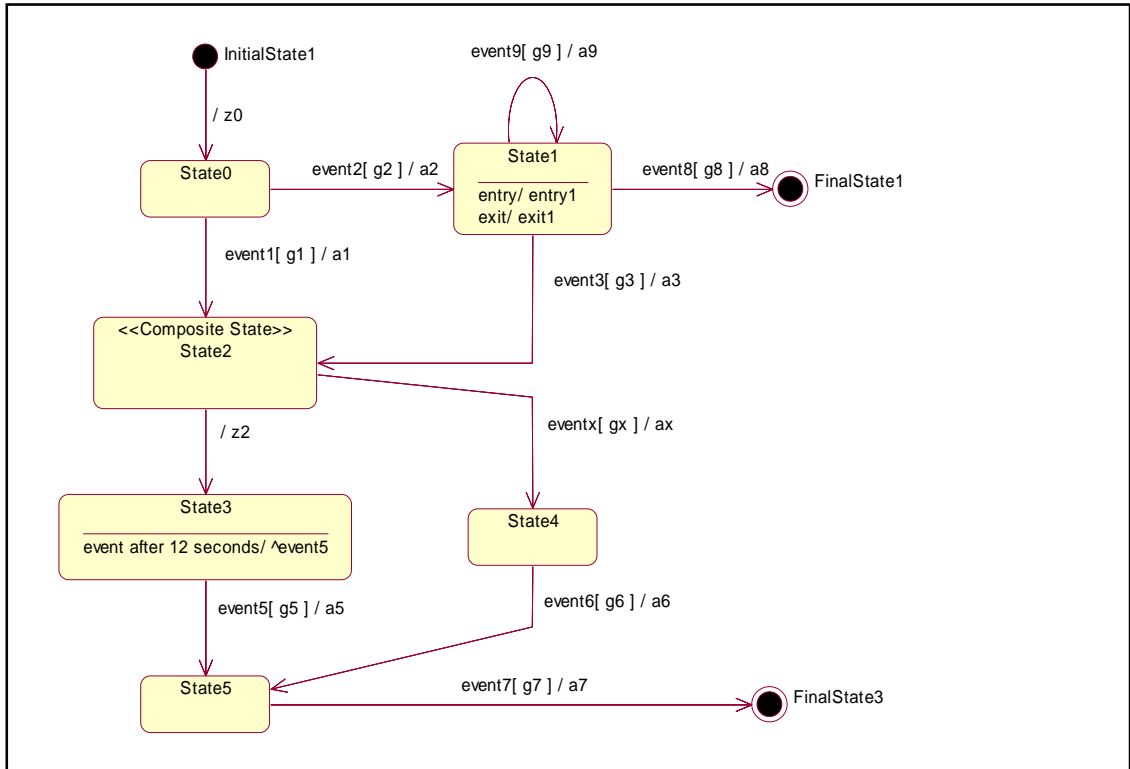 event9[ g9 ] / a9
InitialState1
/ z0
State0
event2[ g2 ] / a2
State1
entry/ entry1
exit/ exit1
event8[ g8 ] / a8
FinalState1
event1[ g1 ] / a1
event3[ g3 ] / a3
<<Composite State>>
State2
/ z2
eventx[ gx ] / ax
State3
event after 12 seconds/ ^event5
State4
event5[ g5 ] / a5
event6[ g6 ] / a6
State5
event7[ g7 ] / a7
FinalState3